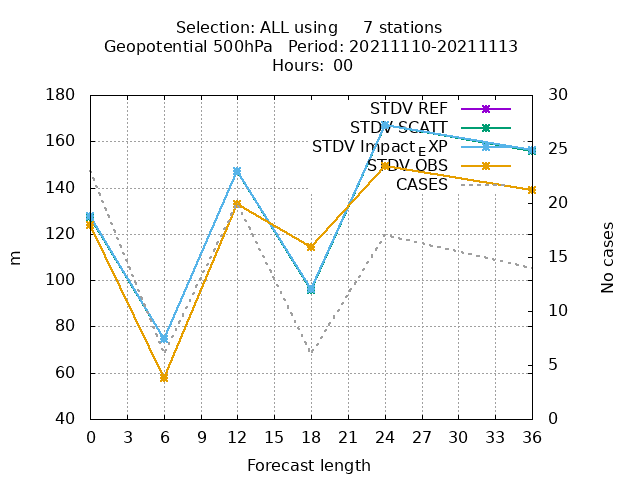 Selection: ALL using 7 stations
Geopotential 500hPa Period: 20211110-20211113
Hours: 00
STDV REF
STDV SCATT
STDV Impact_EXP
STDV OBS
CASES
180
160
140
120
100
80
60
40
m
30
25
20
15
10
5
0
No cases
0 3 6 9 12 15 18 21 24 27 30 33 36
Forecast length